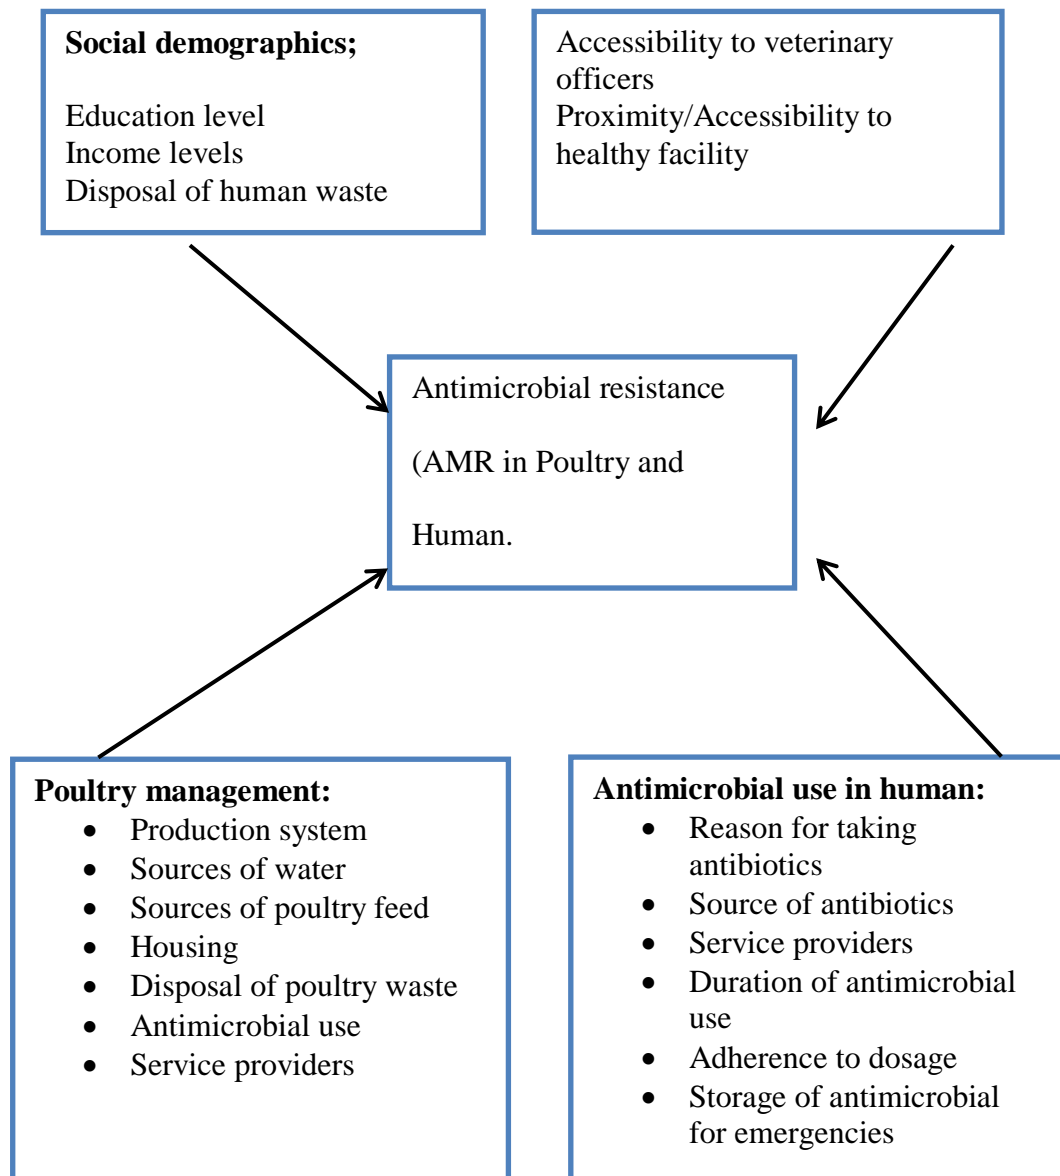 Social demographics;
Education level
Income levels
Disposal of human waste
Accessibility to veterinary
officers
Proximity/Accessibility to
healthy facility
Antimicrobial resistance
(AMR in Poultry and
Human.
Poultry management:
• Production system
• Sources of water
• Sources of poultry feed
• Housing
• Disposal of poultry waste
• Antimicrobial use
• Service providers
Antimicrobial use in human:
• Reason for taking
antibiotics
• Source of antibiotics
• Service providers
• Duration of antimicrobial
use
• Adherence to dosage
• Storage of antimicrobial
for emergencies